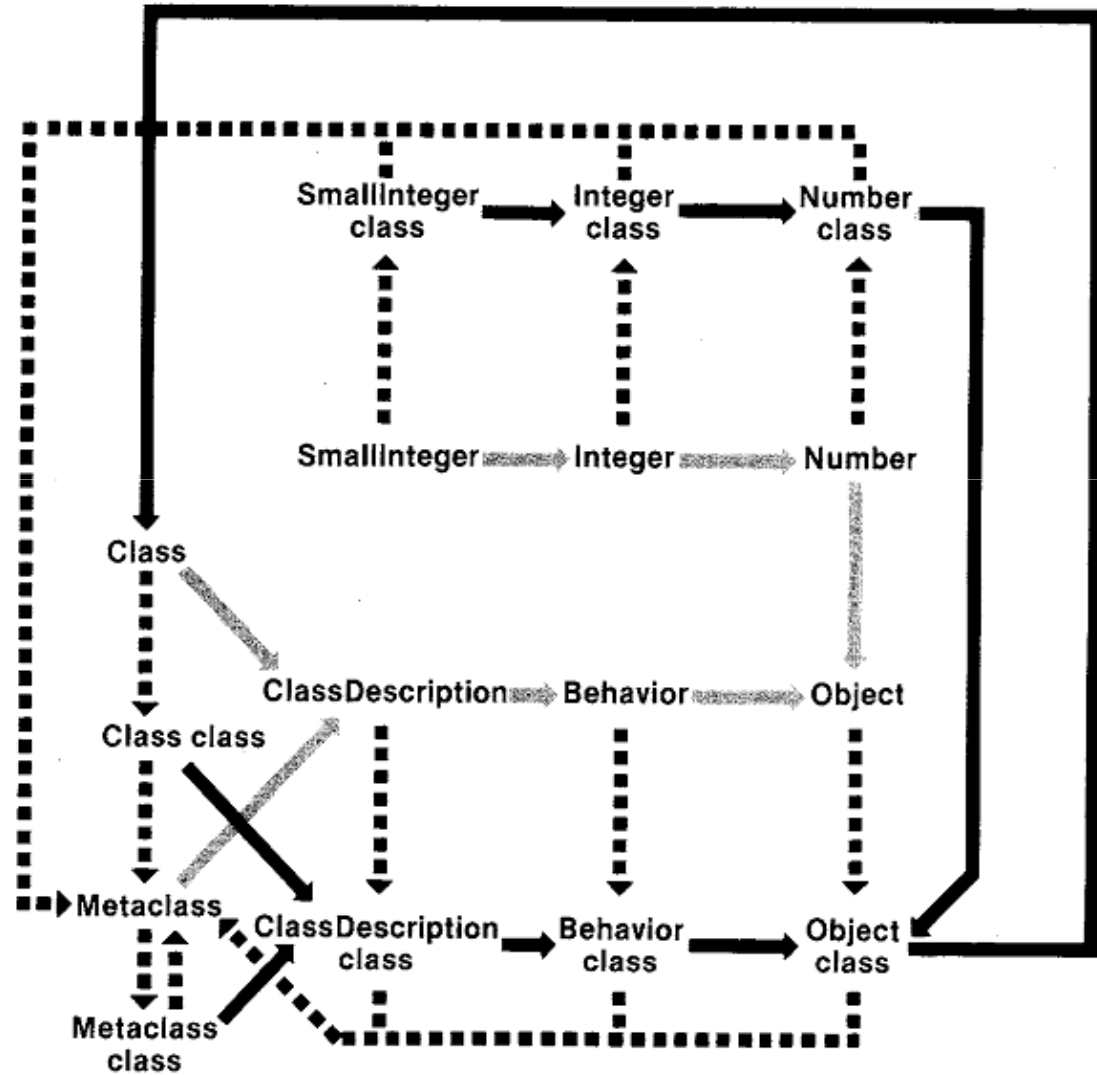 SmallInteger
class
Integer
class
Number
class
SmallInteger
Integer
Number
Class
ClassDescription
Behavior
Object
Class class
Metaclass
ClassDescription
class
Behavior
class
Object
class
Metaclass
class